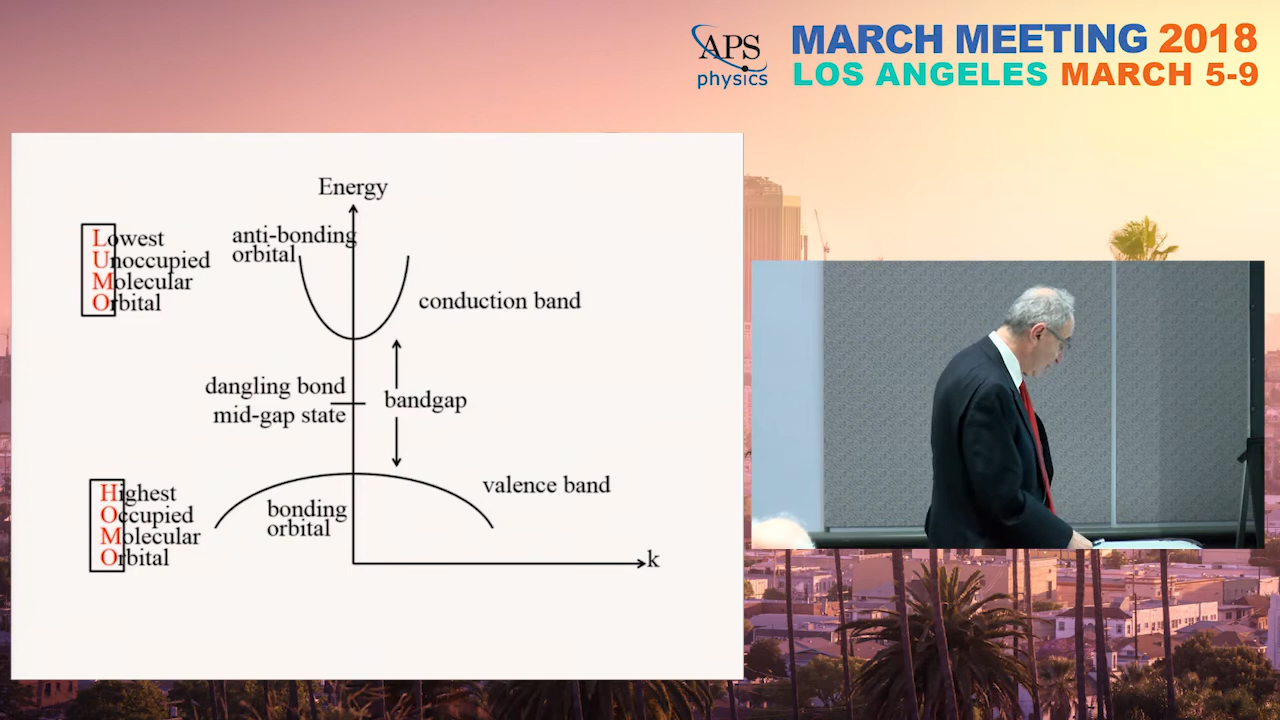 APS
physics
MARCH MEETING 2018
LOS ANGELES MARCH 5-9
Energy
Lowest
Unoccupied
Molecular
Orbital
anti-bonding
orbital
conduction band
dangling bond
mid-gap state
bandgap
Highest
Occupied
Molecular
Orbital
bonding
orbital
valence band
k